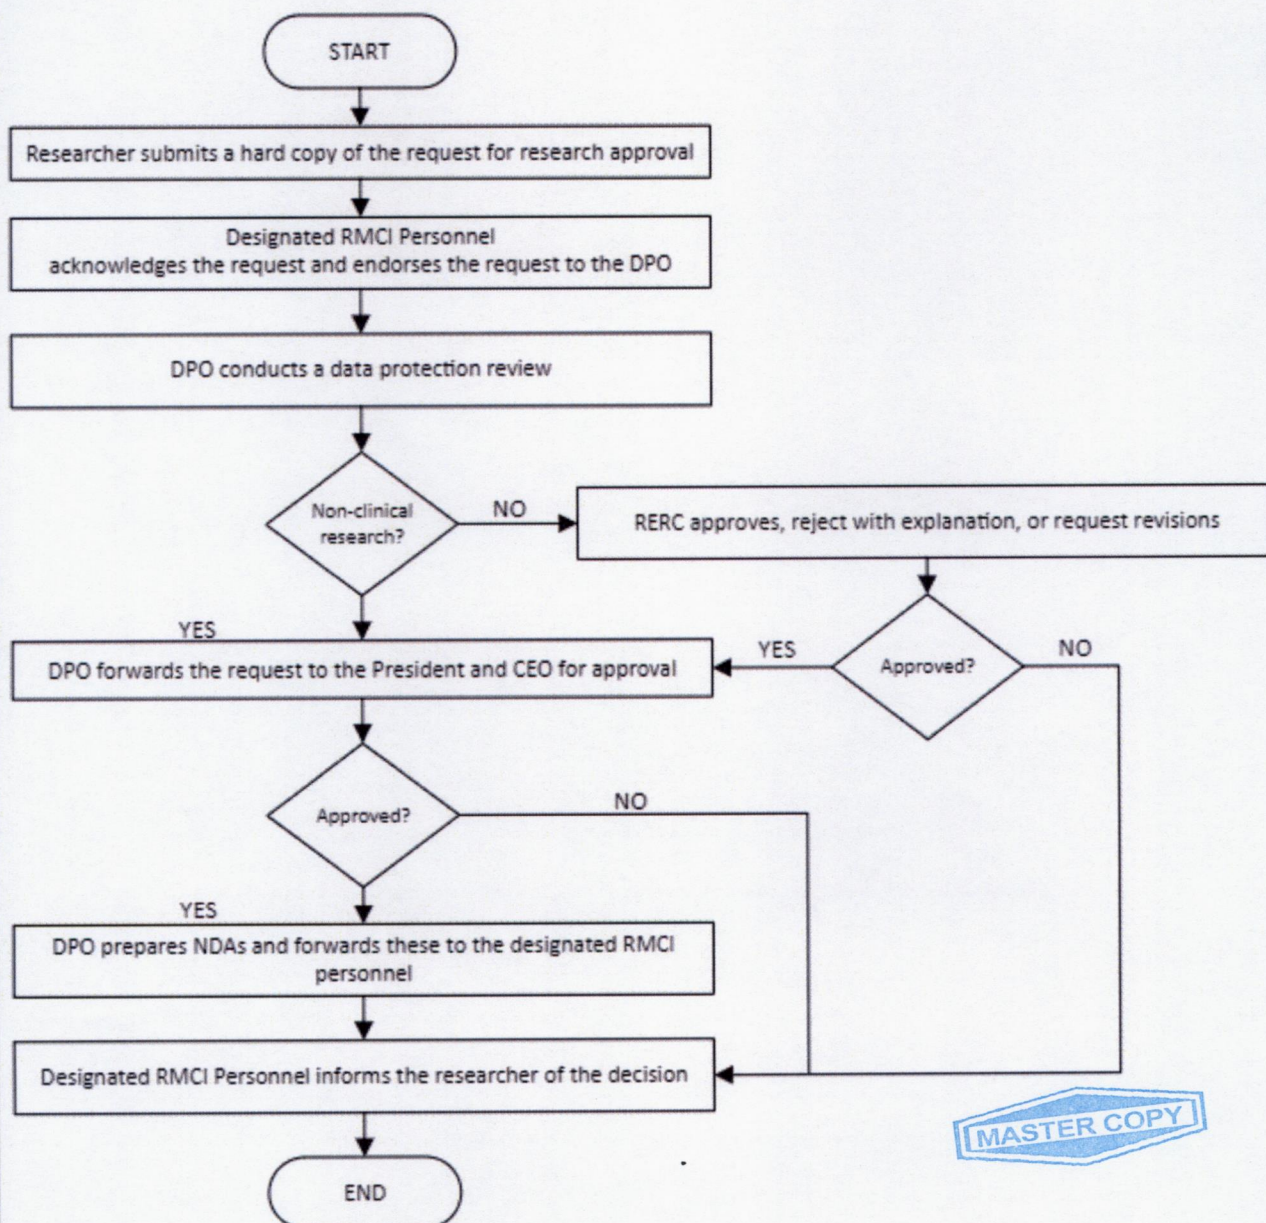 START
Researcher submits a hard copy of the request for research approval
Designated RMCI Personnel
acknowledges the request and endorses the request to the DPO
DPO conducts a data protection review
Non-clinical
research?
NO
RERC approves, reject with explanation, or request revisions
YES
DPO forwards the request to the President and CEO for approval
YES
Approved?
NO
Approved?
NO
YES
DPO prepares NDAs and forwards these to the designated RMCI
personnel
Designated RMCI Personnel informs the researcher of the decision
MASTER COPY
END